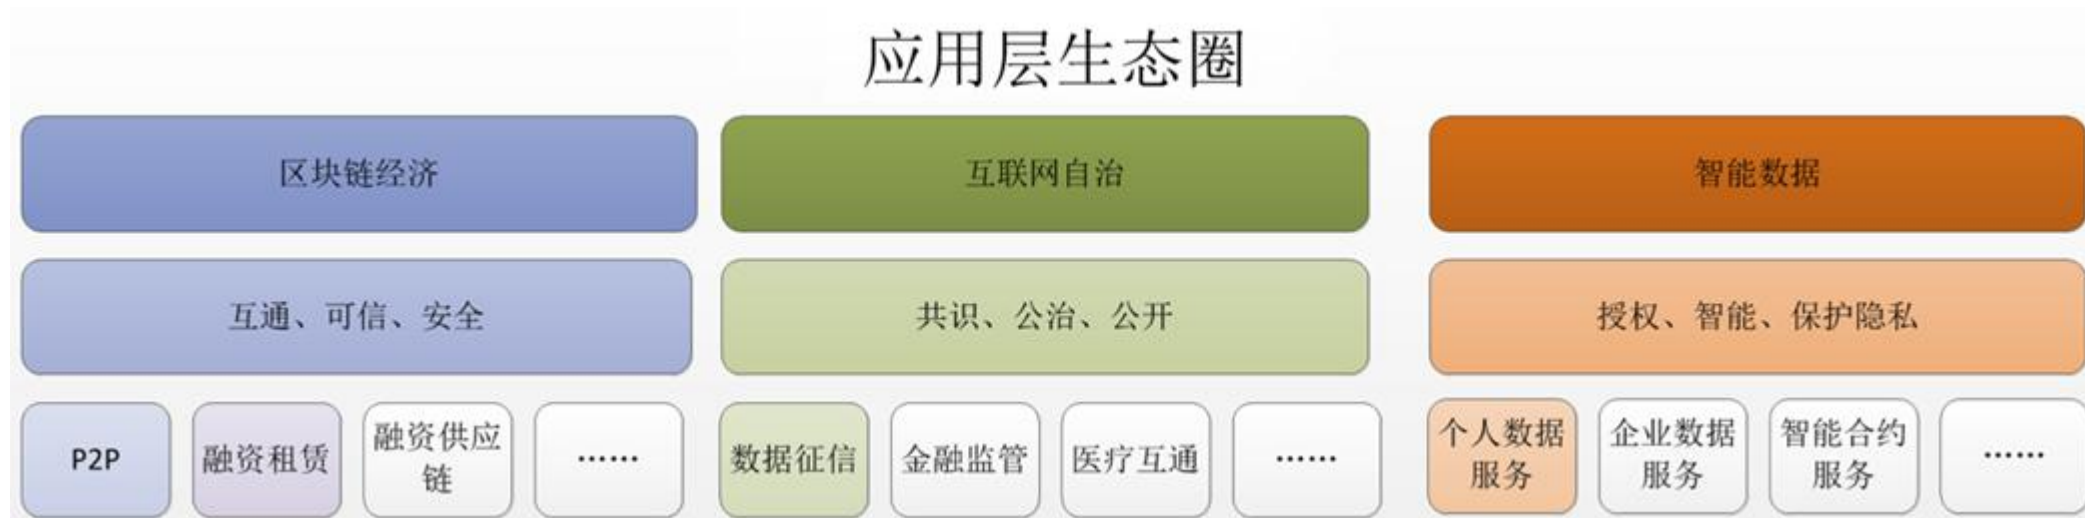 应用层生态圈
区块链经济
互联网自治
智能数据
互通、可信、安全
共识、公治、公开
授权、智能、保护隐私
P2P
融资租赁
融资供应
链
……
数据征信
金融监管
医疗互通
……
个人数据
服务
企业数据
服务
智能合约
服务
……